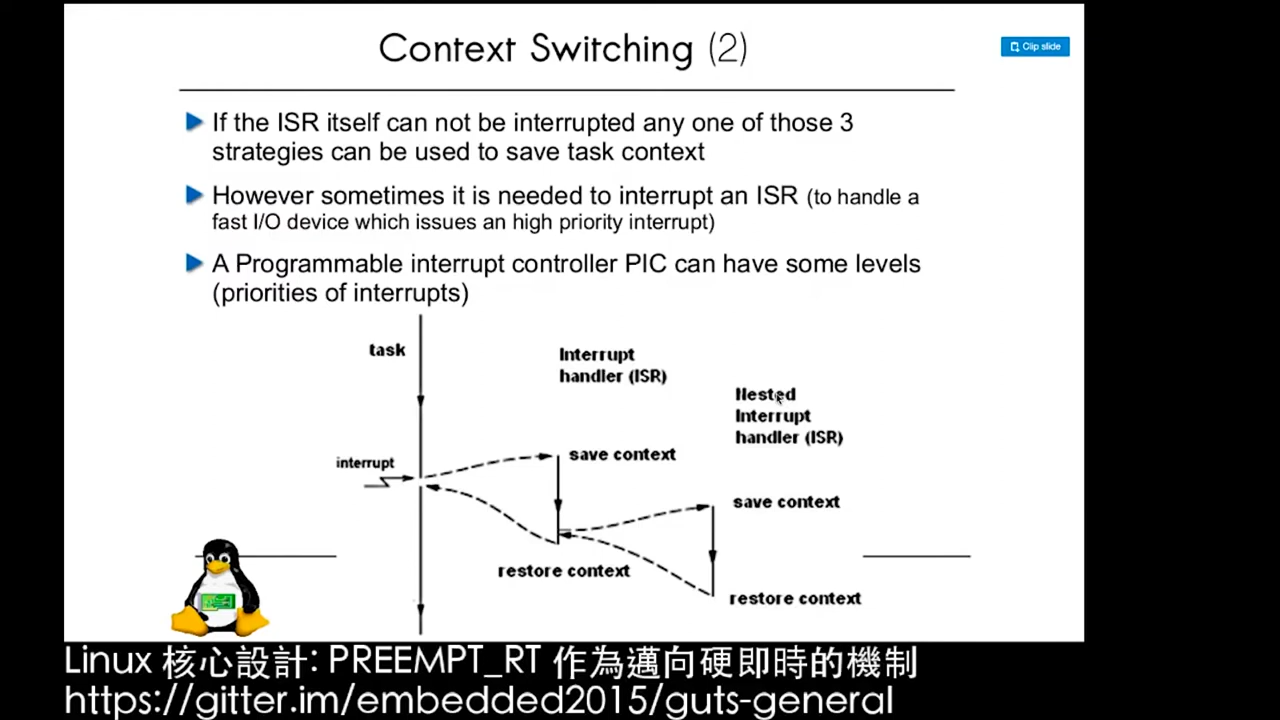 Context Switching (2)
Clip slide
If the ISR itself can not be interrupted any one of those 3
strategies can be used to save task context
However sometimes it is needed to interrupt an ISR (to handle a
fast I/O device which issues an high priority interrupt)
A Programmable interrupt controller PIC can have some levels
(priorities of interrupts)
task
Interrupt
handler (ISR)
Nested
Interrupt
handler (ISR)
interrupt
save context
save context
restore context
restore context
Linux 核心設計: PREEMPT_RT 作為邁向硬即時的機制
https://gitter.im/embedded2015/guts-general